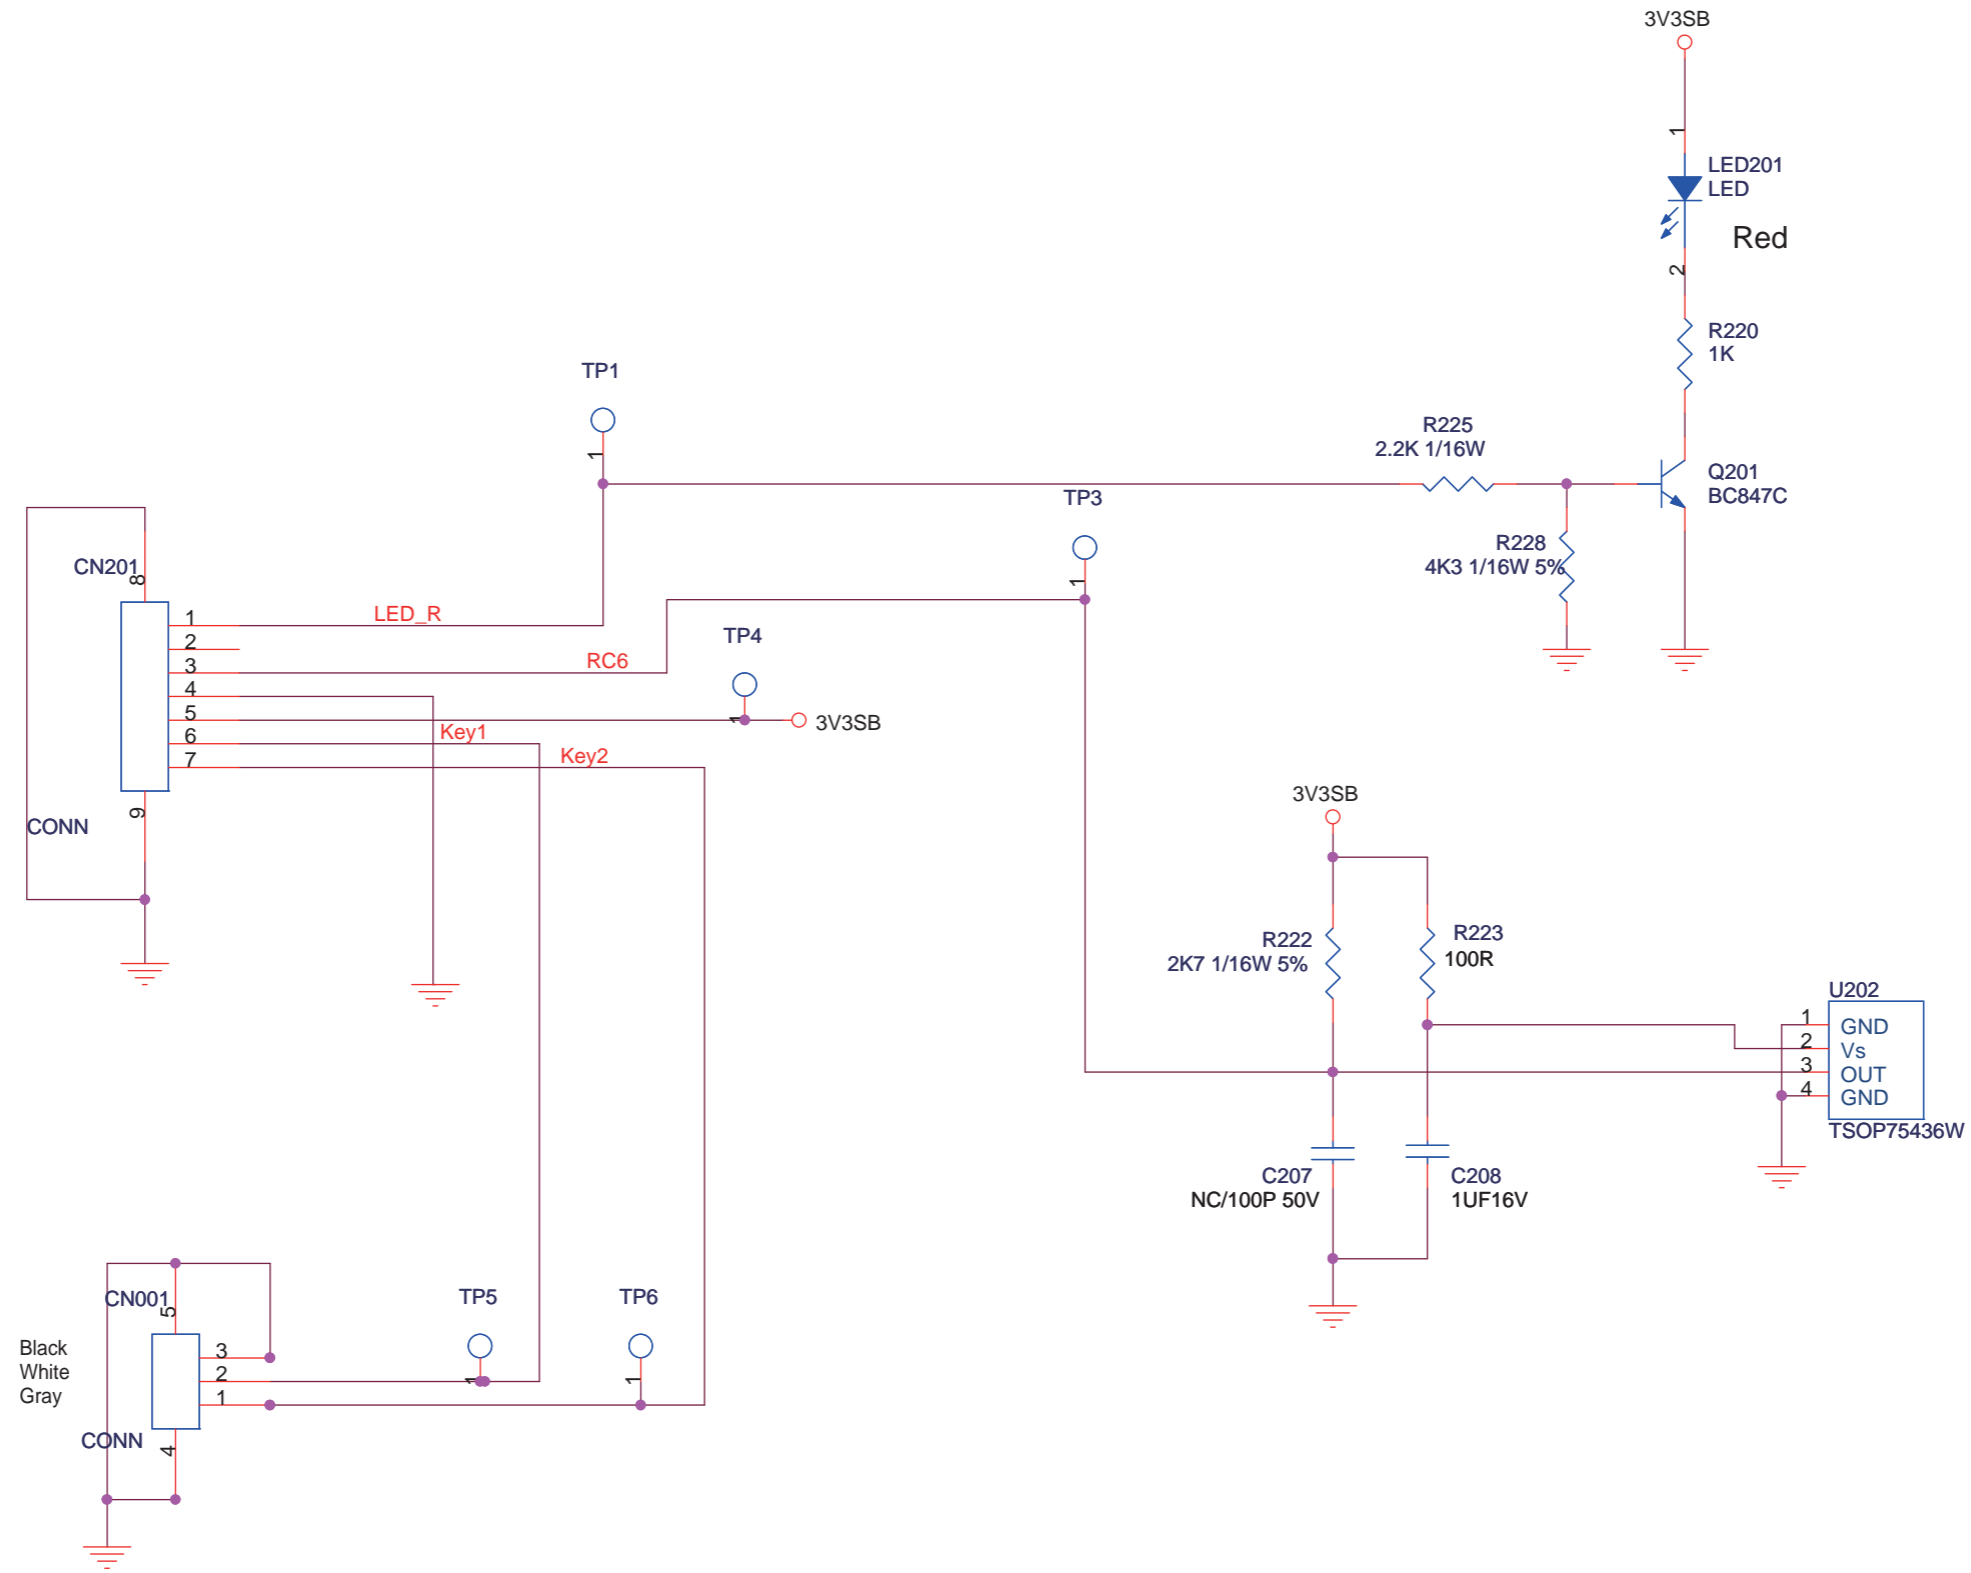 3V3SB
1
LED201
LED
Red
2
R220
1K
TP1
1
R225
2.2K 1/16W
Q201
BC847C
TP3
1
R228
4K3 1/16W 5%
CN201
8
1
LED_R
2
3
RC6
4
5
6
Key1
7
Key2
9
CONN
TP4
1
3V3SB
3V3SB
R222
2K7 1/16W 5%
R223
100R
U202
1 GND
2 Vs
3 OUT
4 GND
TSOP75436W
C207
NC/100P 50V
C208
1UF16V
CN001
5
Black
White
Gray
3
2
1
CONN
4
TP5
1
TP6
1